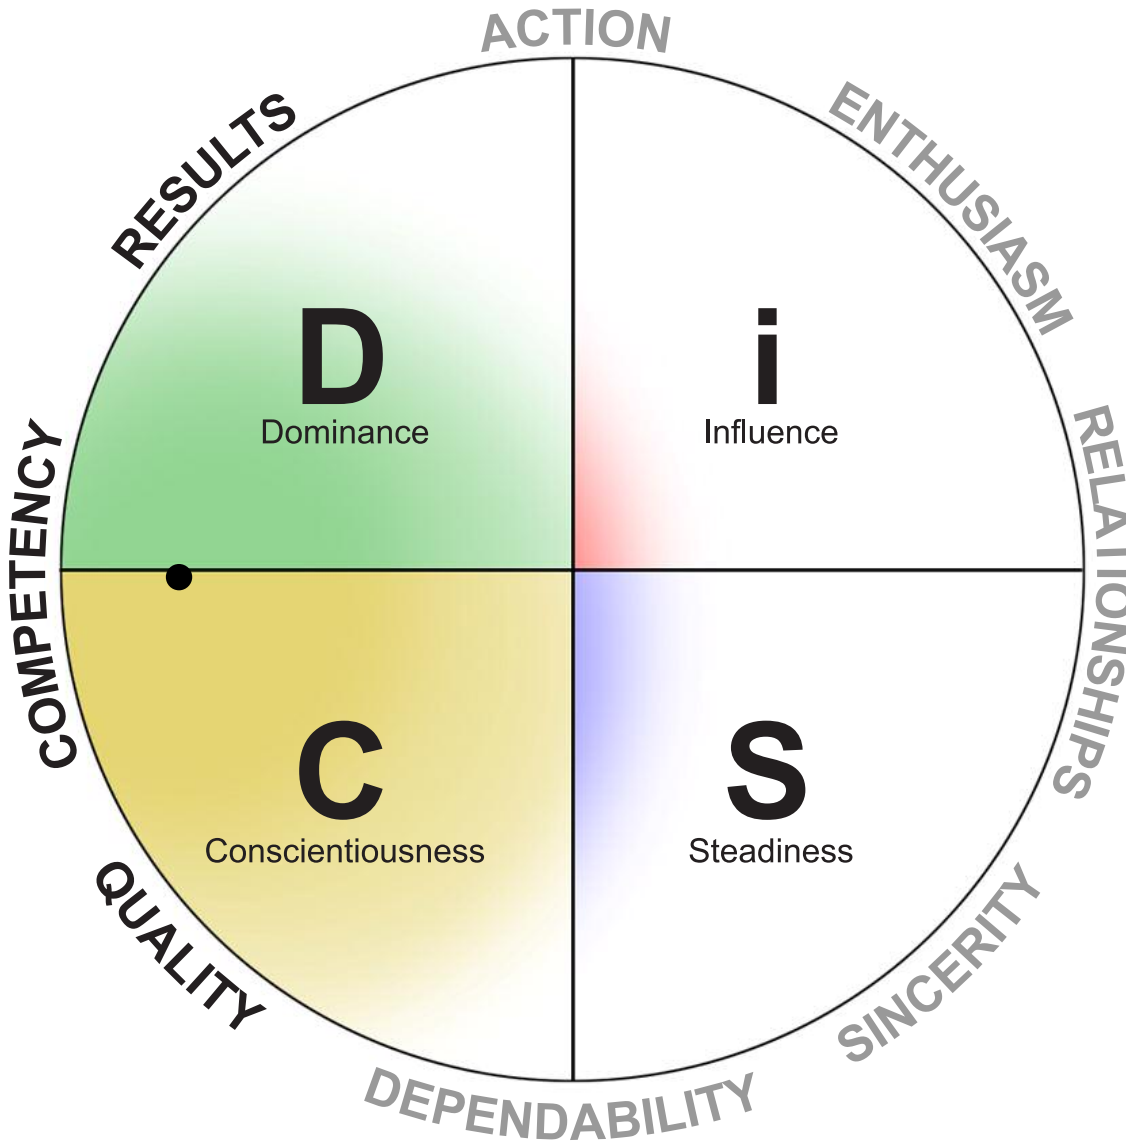 ACTION
RESULTS
ENTHUSIASM
D
Dominance
i
Influence
COMPETENCY
RELATIONSHIPS
C
Conscientiousness
S
Steadiness
QUALITY
SINCERITY
DEPENDABILITY